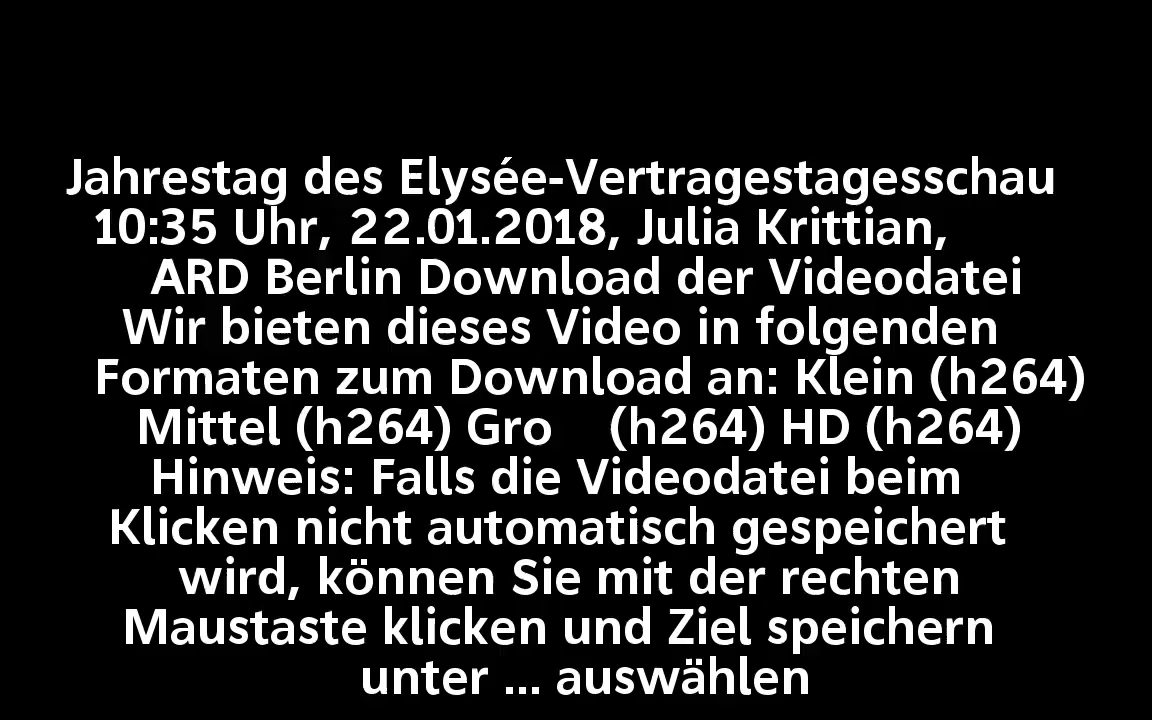 Jahrestag des Elysée-Vertragestagesschau
10:35 Uhr, 22.01.2018, Julia Krittian,
ARD Berlin Download der Videodatei
Wir bieten dieses Video in folgenden
Formaten zum Download an: Klein (h264)
Mittel (h264) Gro (h264) HD (h264)
Hinweis: Falls die Videodatei beim
Klicken nicht automatisch gespeichert
wird, können Sie mit der rechten
Maustaste klicken und Ziel speichern
unter ... auswählen